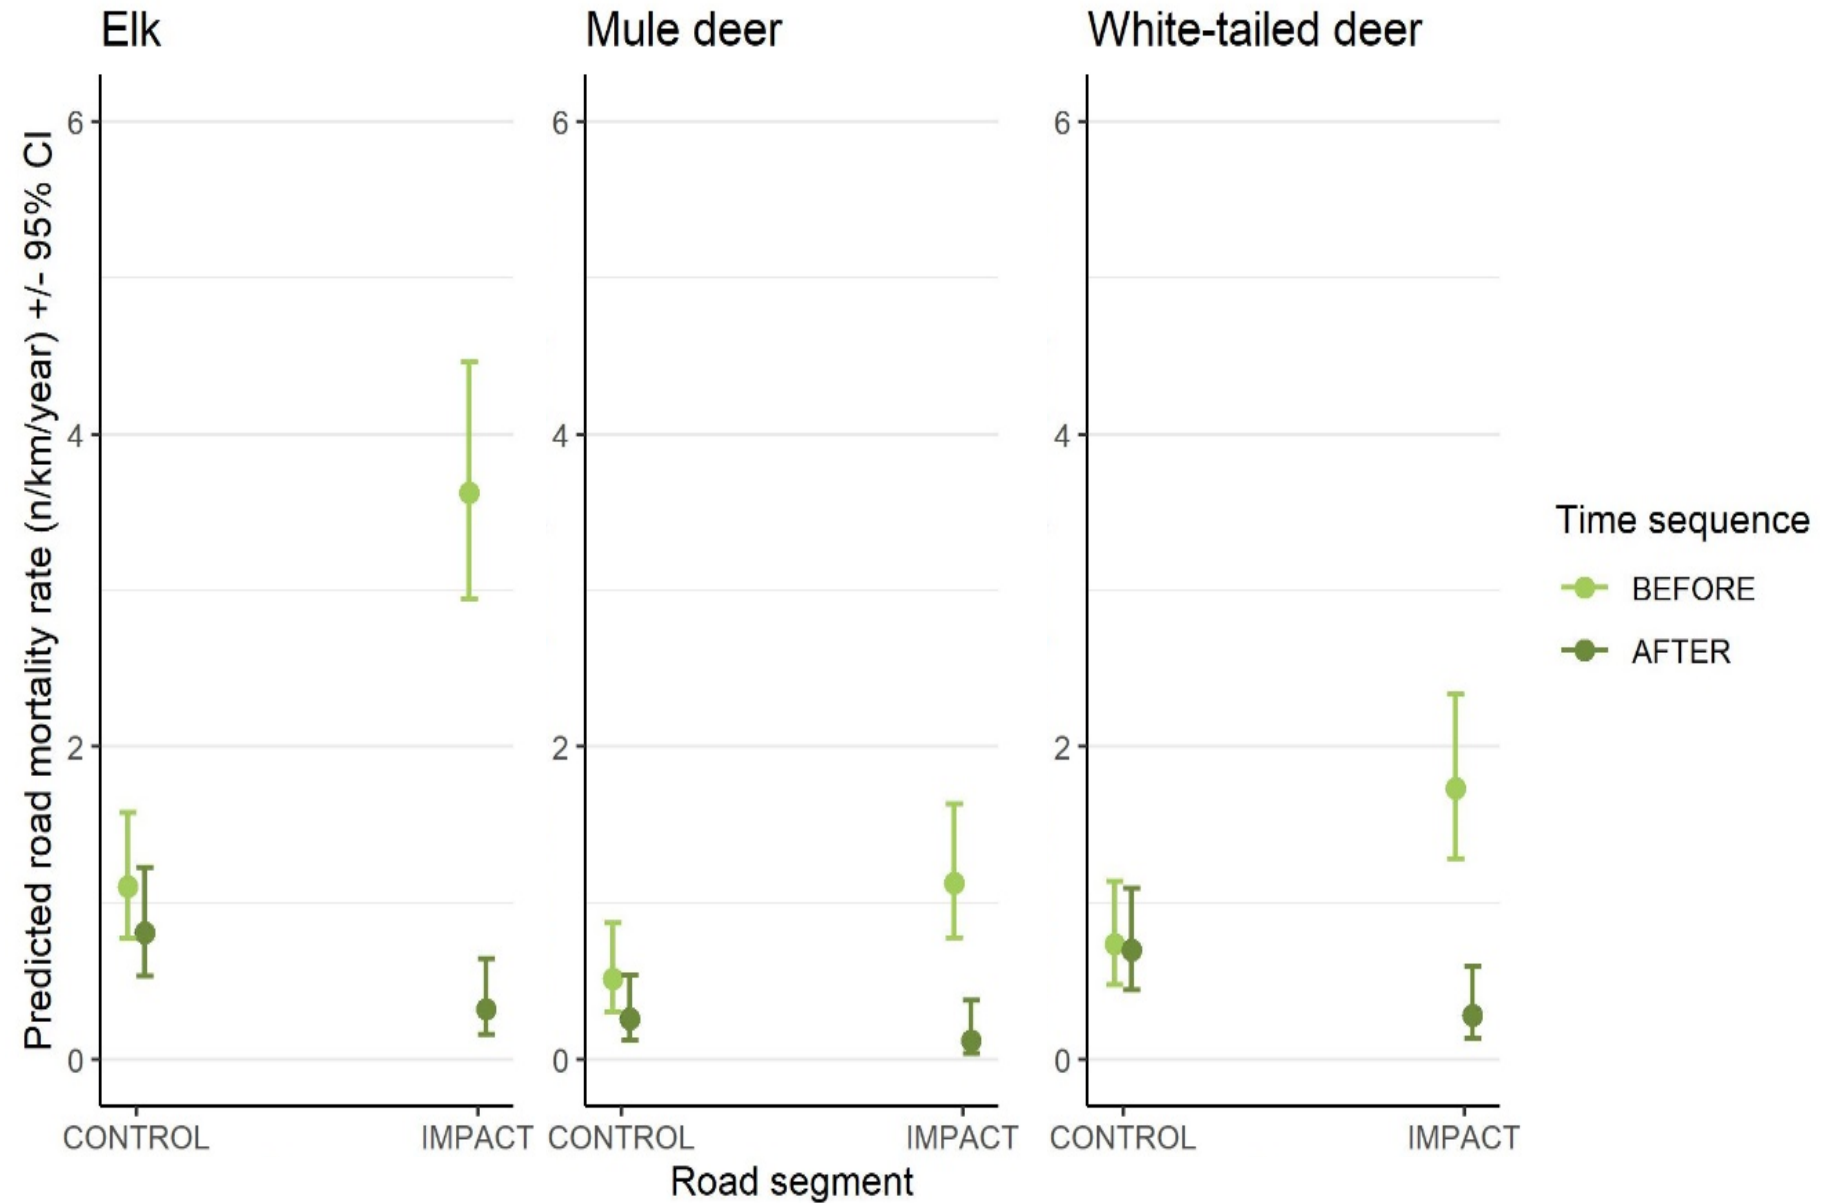 Elk
Mule deer
White-tailed deer
Predicted road mortality rate (n/km/year) +/- 95% CI
6
4
2
0
6
4
2
0
6
4
2
0
CONTROL
IMPACT
CONTROL
IMPACT
CONTROL
IMPACT
Road segment
Time sequence
BEFORE
AFTER